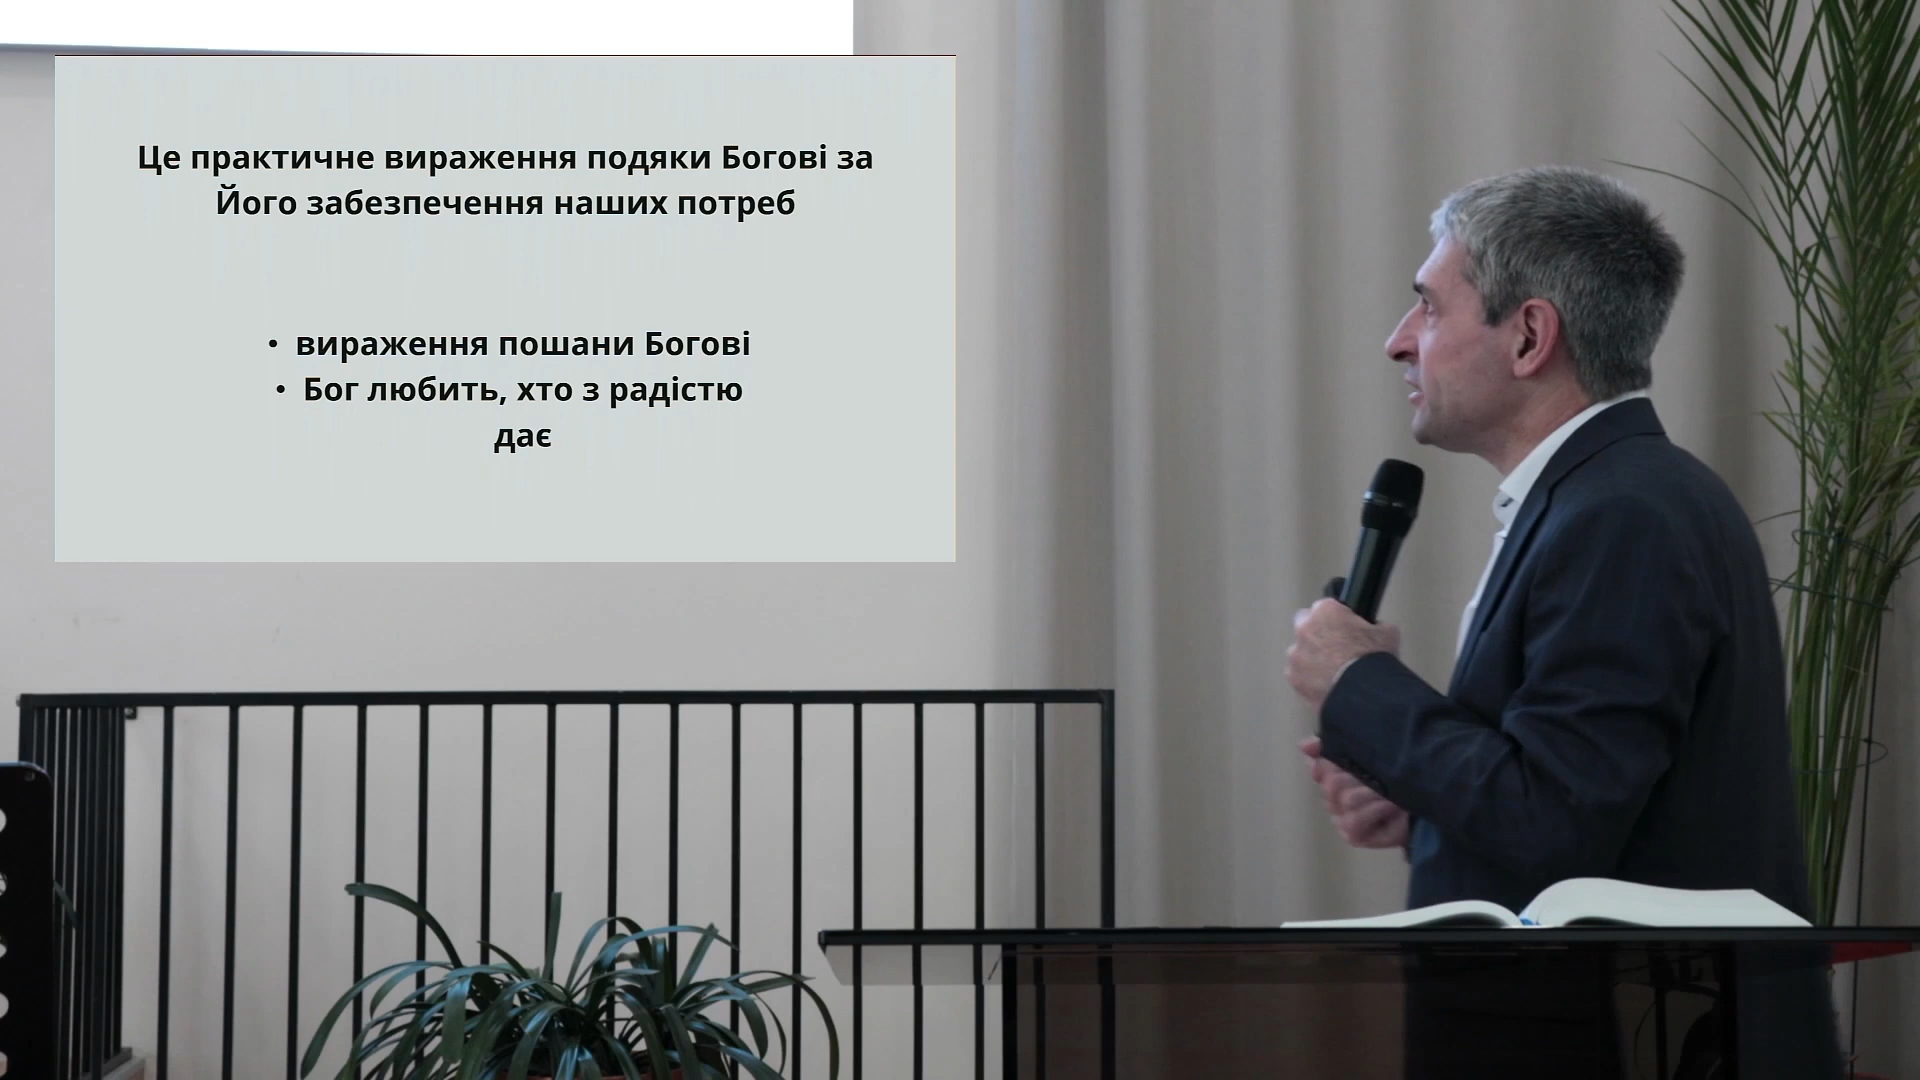 Це практичне вираження подяки Богові за
Його забезпечення наших потреб
• вираження пошани Богові
• Бог любить, хто з радістю
дає